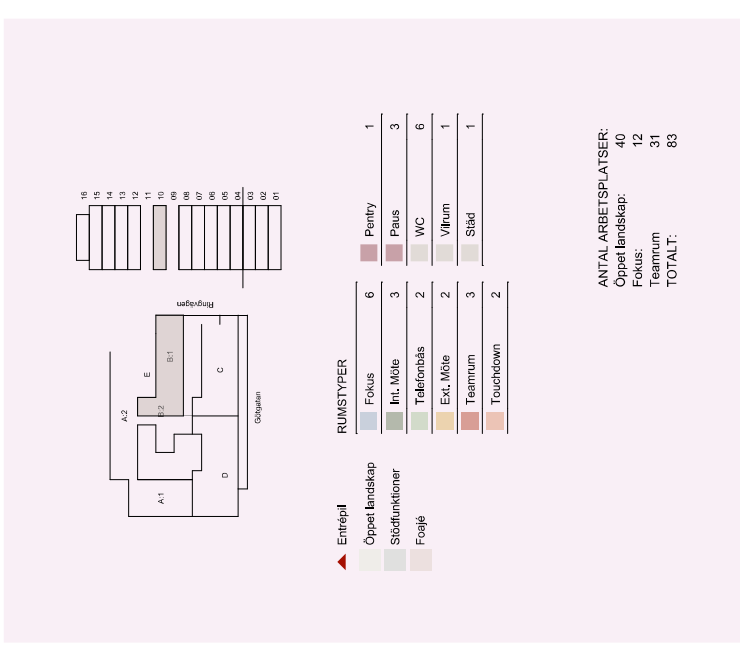 16
15
14
13
12
11
10
09
08
07
06
05
04
03
02
01
Ringvägen
A:2
E
B:1
B:2
C
A:1
D
Götgatan
Entrépil
Öppet landskap
Stödfunktioner
Foajé
RUMSTYPER
Fokus 6
Int. Möte 3
Telefonbås 2
Ext. Möte 2
Teamrum 3
Touchdown 2
Pentry 1
Paus 3
WC 6
Vilrum 1
Städ 1
ANTAL ARBETSPLATSER:
Öppet landskap: 40
Fokus: 12
Teamrum 31
TOTALT: 83